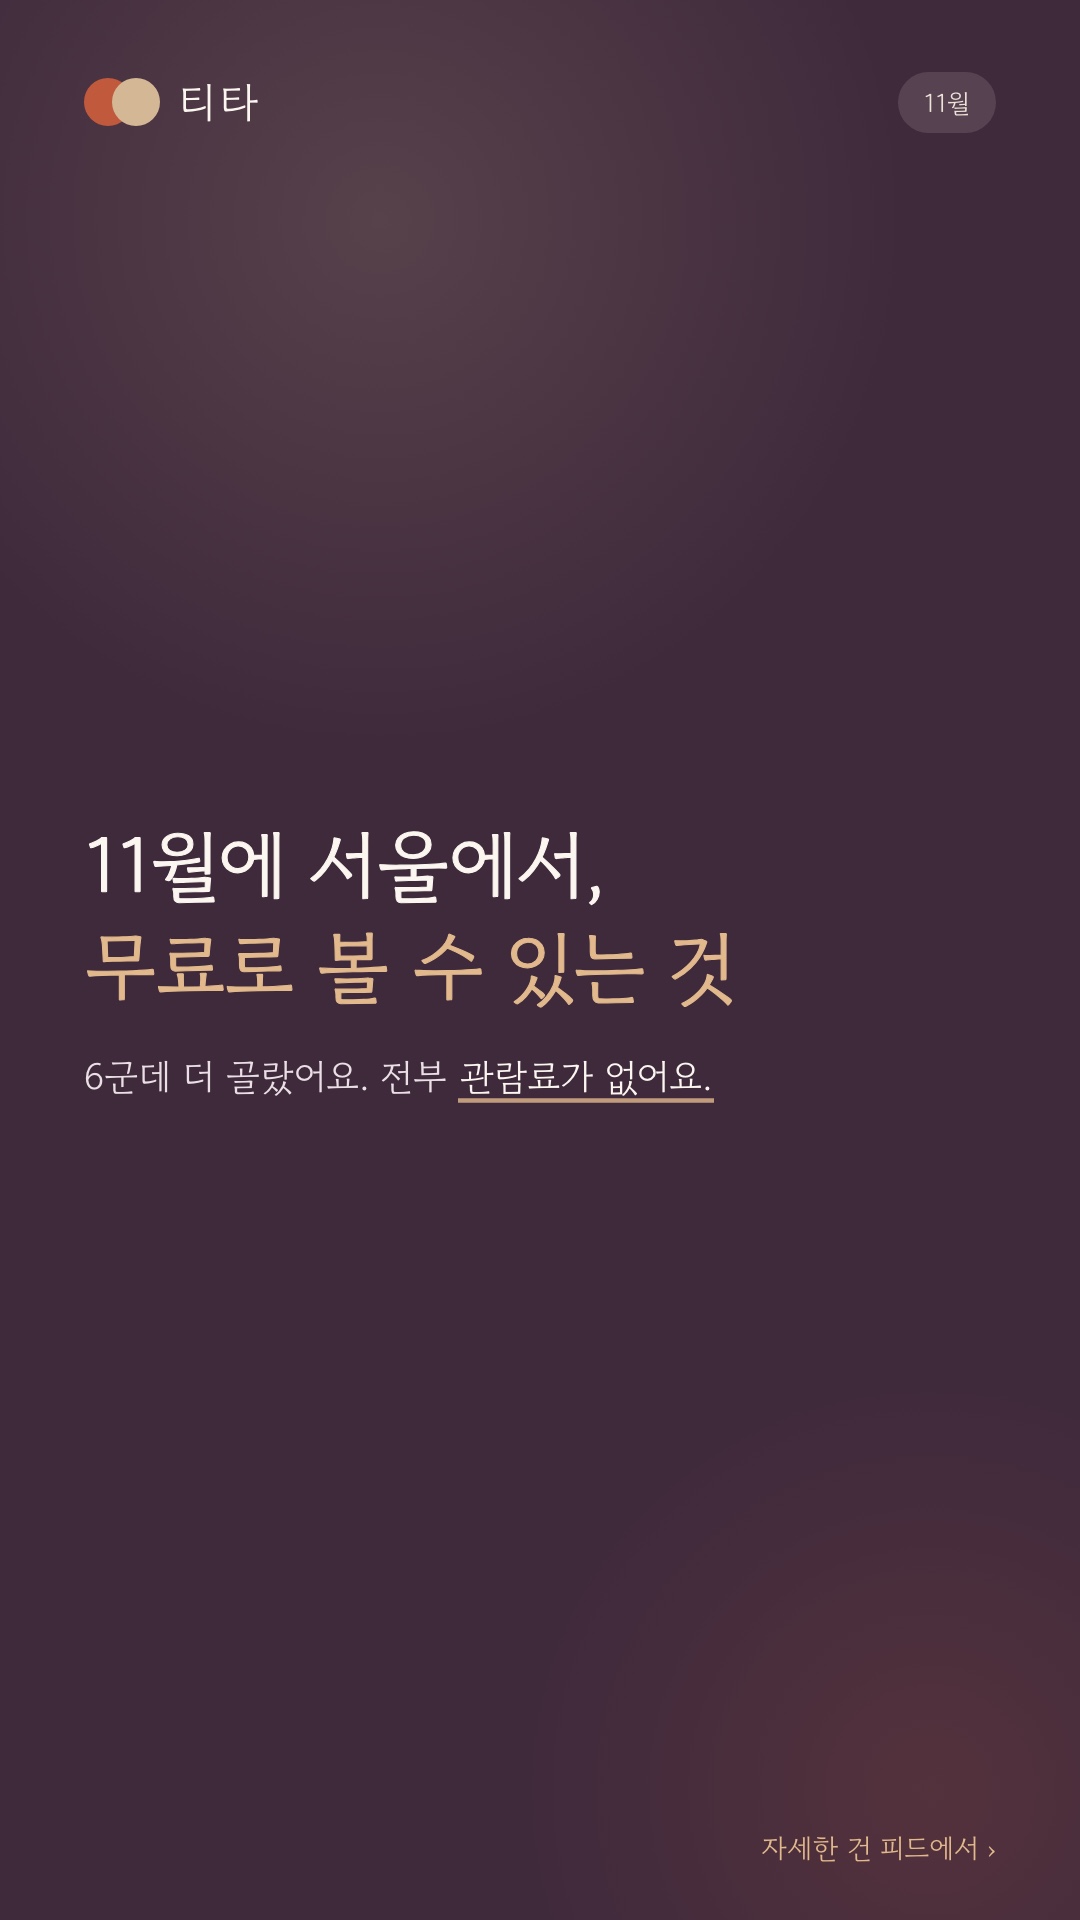 티타
11월
11월에 서울에서,
무료로 볼 수 있는 것
6군데 더 골랐어요. 전부 관람료가 없어요.
자세한 건 피드에서 ›